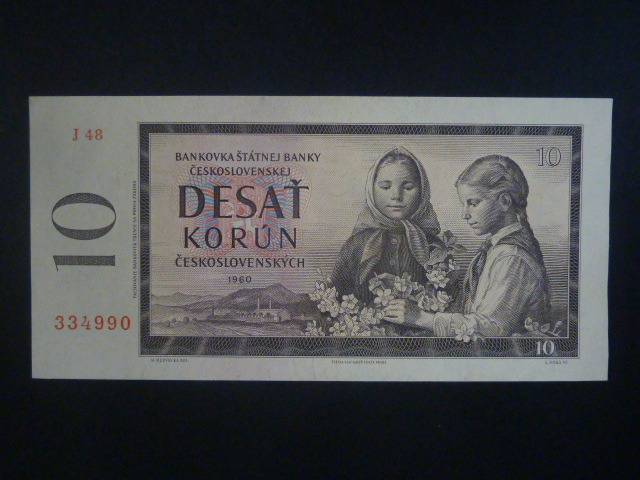 J 48
10
334990
BANKOVKA ŠTÁTNEJ BANKY
ČESKOSLOVENSKEJ
DESAŤ
KORÚN
ČESKOSLOVENSKÝCH
1960
10
10